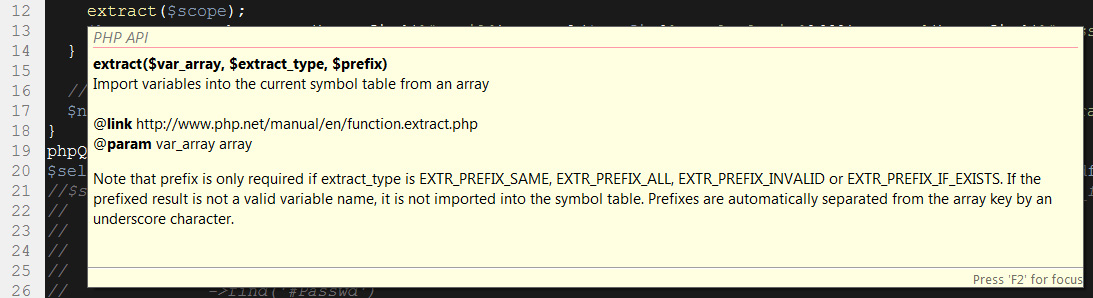 12 extract($scope);
13
PHP API
14 }
extract($var_array, $extract_type, $prefix)
15 Import variables into the current symbol table from an array
16 //
17 $n
@link http://www.php.net/manual/en/function.extract.php
18 }
19 phpQ @param var_array array
20 $sel
Note that prefix is only required if extract_type is EXTR_PREFIX_SAME, EXTR_PREFIX_ALL, EXTR_PREFIX_INVALID or EXTR_PREFIX_IF_EXISTS. If the
21 //$s
prefixed result is not a valid variable name, it is not imported into the symbol table. Prefixes are automatically separated from the array key by an
22 //
underscore character.
23 //
24 //
25 //
Press 'F2' for focus
26 // ->find('#Passwd')